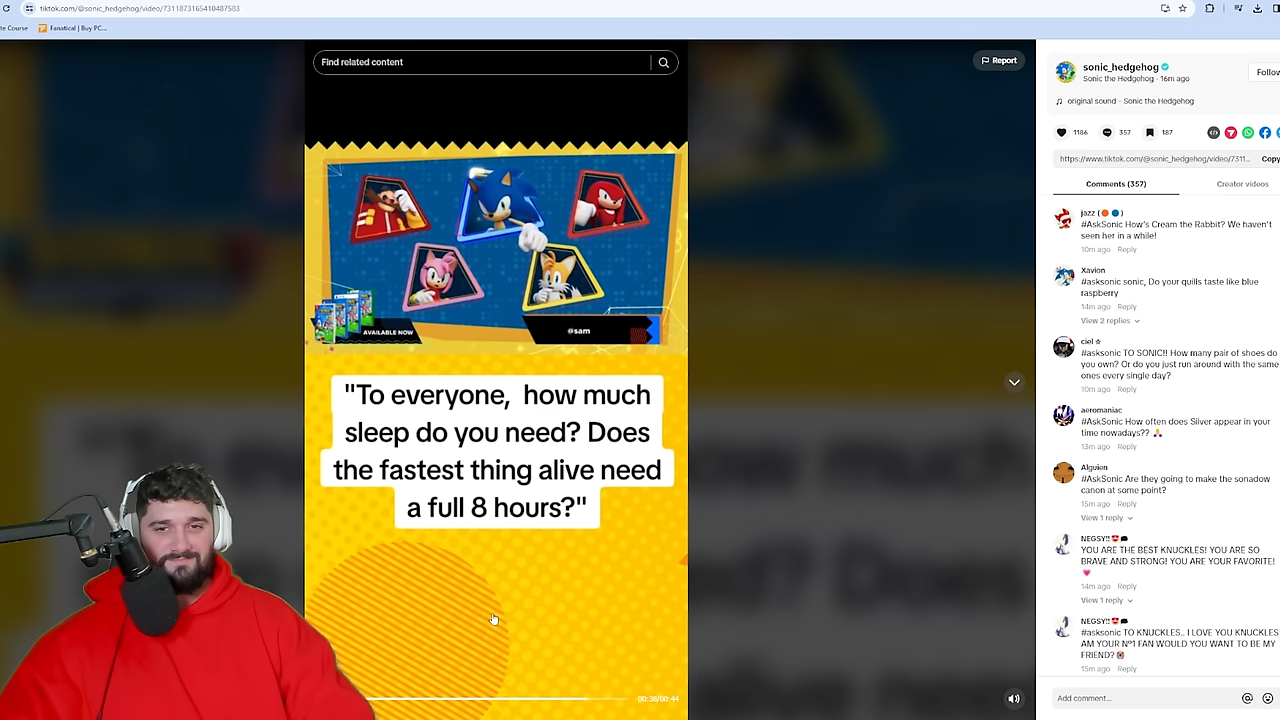 tiktok.com/@sonic_hedgehog/video/7311873165410487583
te Course
Fanatical | Buy PC...
Find related content
Report
AVAILABLE NOW
@sam
"To everyone, how much
sleep do you need? Does
the fastest thing alive need
a full 8 hours?"
00:38/00:44
sonic_hedgehog
Sonic the Hedgehog · 16m ago
Follow
original sound - Sonic the Hedgehog
1186
357
187
https://www.tiktok.com/@sonic_hedgehog/video/7311...
Copy
Comments (357)
Creator videos
jazz (🟠🔵)
#AskSonic How's Cream the Rabbit? We haven't
seen her in a while!
10m ago Reply
Xavion
#asksonic sonic, Do your quills taste like blue
raspberry
14m ago Reply
View 2 replies
ciel ☆
#asksonic TO SONIC!! How many pair of shoes do
you own? Or do you just run around with the same
ones every single day?
10m ago Reply
aeromaniac
#AskSonic How often does Silver appear in your
time nowadays?? 🙏
13m ago Reply
Alguien
#AskSonic Are they going to make the sonadow
canon at some point?
15m ago Reply
View 1 reply
NEGSY!!
YOU ARE THE BEST KNUCKLES! YOU ARE SO
BRAVE AND STRONG! YOU ARE YOUR FAVORITE!
14m ago Reply
View 1 reply
NEGSY!!
#asksonic TO KNUCKLES.. I LOVE YOU KNUCKLES
AM YOUR Nº1 FAN WOULD YOU WANT TO BE MY
FRIEND?
15m ago Reply
Add comment...